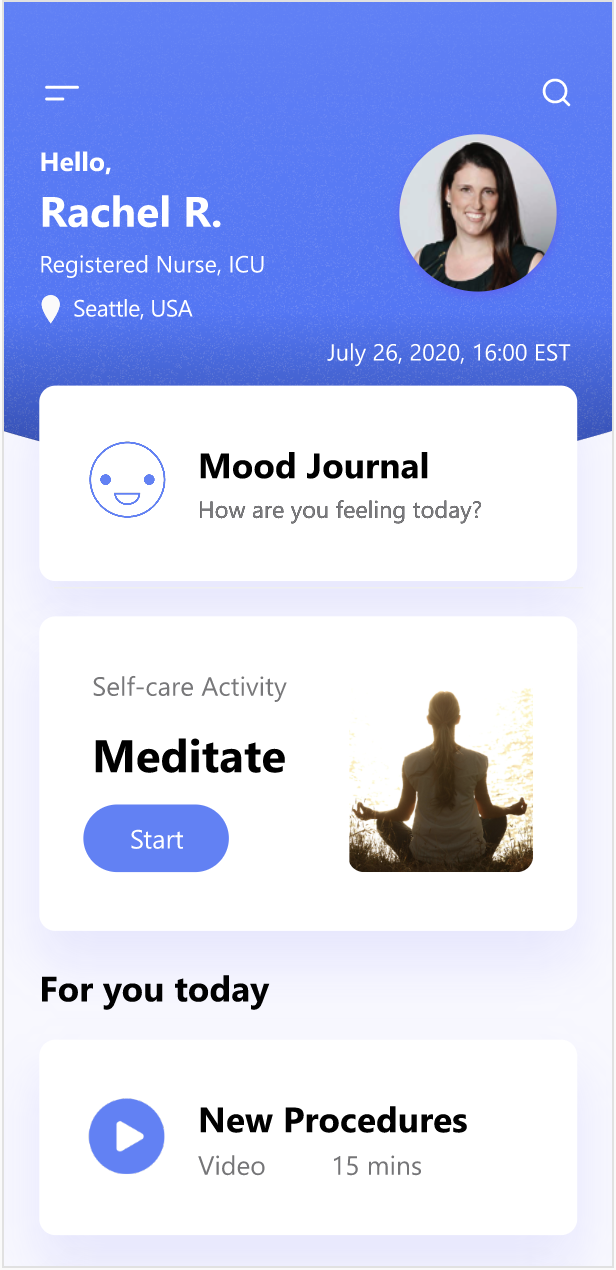 Hello,
Rachel R.
Registered Nurse, ICU
Seattle, USA
July 26, 2020, 16:00 EST
Mood Journal
How are you feeling today?
Self-care Activity
Meditate
Start
For you today
New Procedures
Video 15 mins